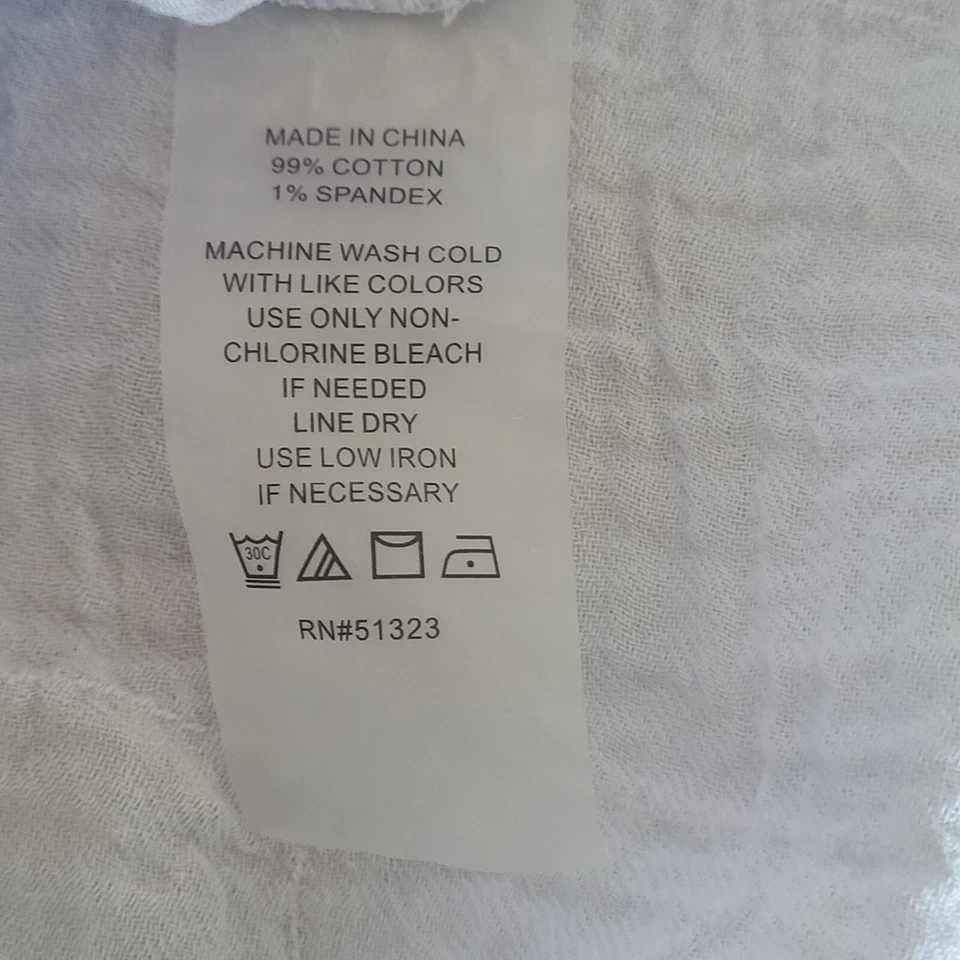 MADE IN CHINA
99% COTTON
1% SPANDEX
MACHINE WASH COLD
WITH LIKE COLORS
USE ONLY NON-
CHLORINE BLEACH
IF NEEDED
LINE DRY
USE LOW IRON
IF NECESSARY
30C
RN#51323